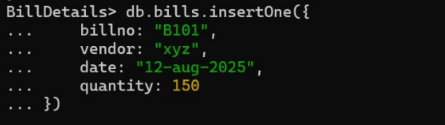 BillDetails> db.bills.insertOne({
...     billno: "B101",
...     vendor: "xyz",
...     date: "12-aug-2025",
...     quantity: 150
... })